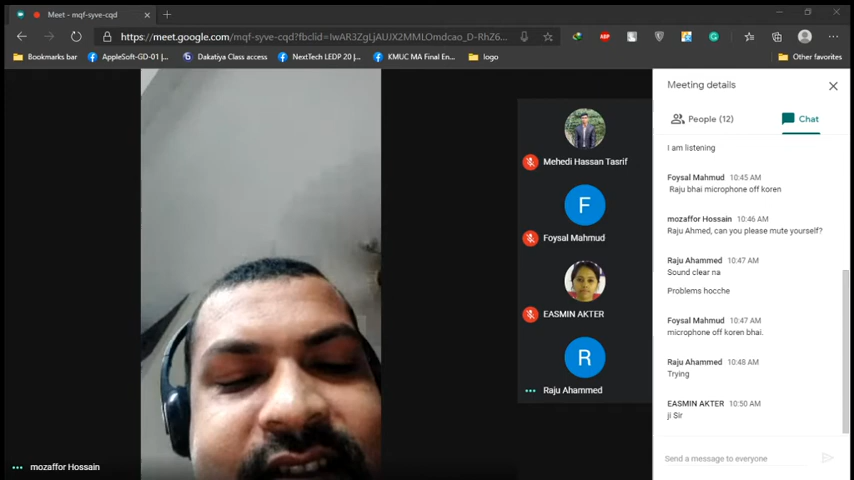 Meet - mqf-syve-cqd
https://meet.google.com/mqf-syve-cqd?fbclid=IwAR3ZgLjAUJX2MMLOmdcao_D-RhZ6...
Bookmarks bar
AppleSoft-GD-01 |...
Dakatiya Class access
NextTech LEDP 20 |...
KMUC MA Final En...
logo
Other favorites
Mehedi Hassan Tasrif
F
Foysal Mahmud
EASMIN AKTER
R
Raju Ahammed
mozaffor Hossain
Meeting details
People (12)
Chat
I am listening
Foysal Mahmud 10:45 AM
Raju bhai microphone off koren
mozaffor Hossain 10:46 AM
Raju Ahmed, can you please mute yourself?
Raju Ahammed 10:47 AM
Sound clear na
Problems hocche
Foysal Mahmud 10:47 AM
microphone off koren bhai.
Raju Ahammed 10:48 AM
Trying
EASMIN AKTER 10:50 AM
ji Sir
Send a message to everyone